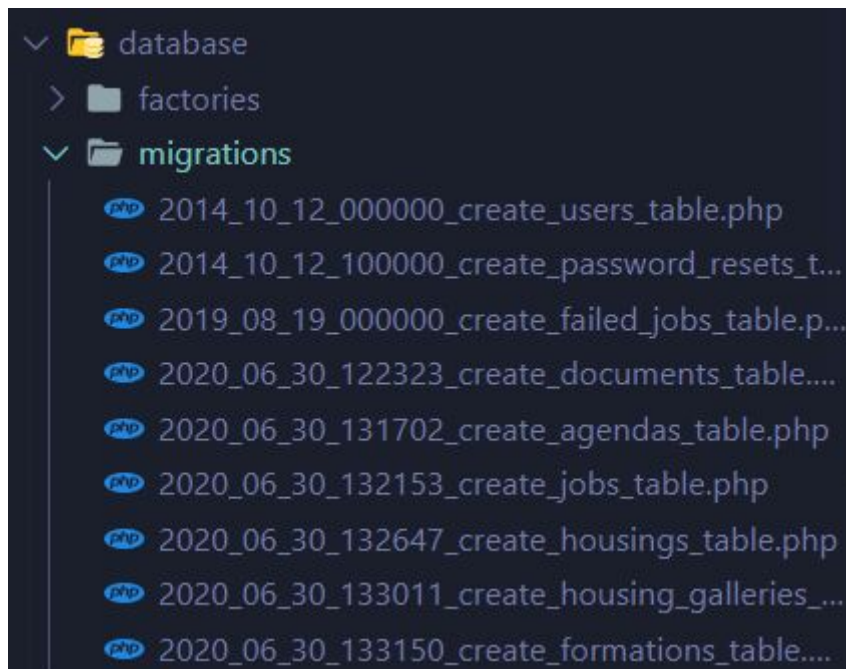 database
factories
migrations
php 2014_10_12_000000_create_users_table.php
php 2014_10_12_100000_create_password_resets_t...
php 2019_08_19_000000_create_failed_jobs_table.p...
php 2020_06_30_122323_create_documents_table....
php 2020_06_30_131702_create_agendas_table.php
php 2020_06_30_132153_create_jobs_table.php
php 2020_06_30_132647_create_housings_table.php
php 2020_06_30_133011_create_housing_galleries_...
php 2020_06_30_133150_create_formations_table....